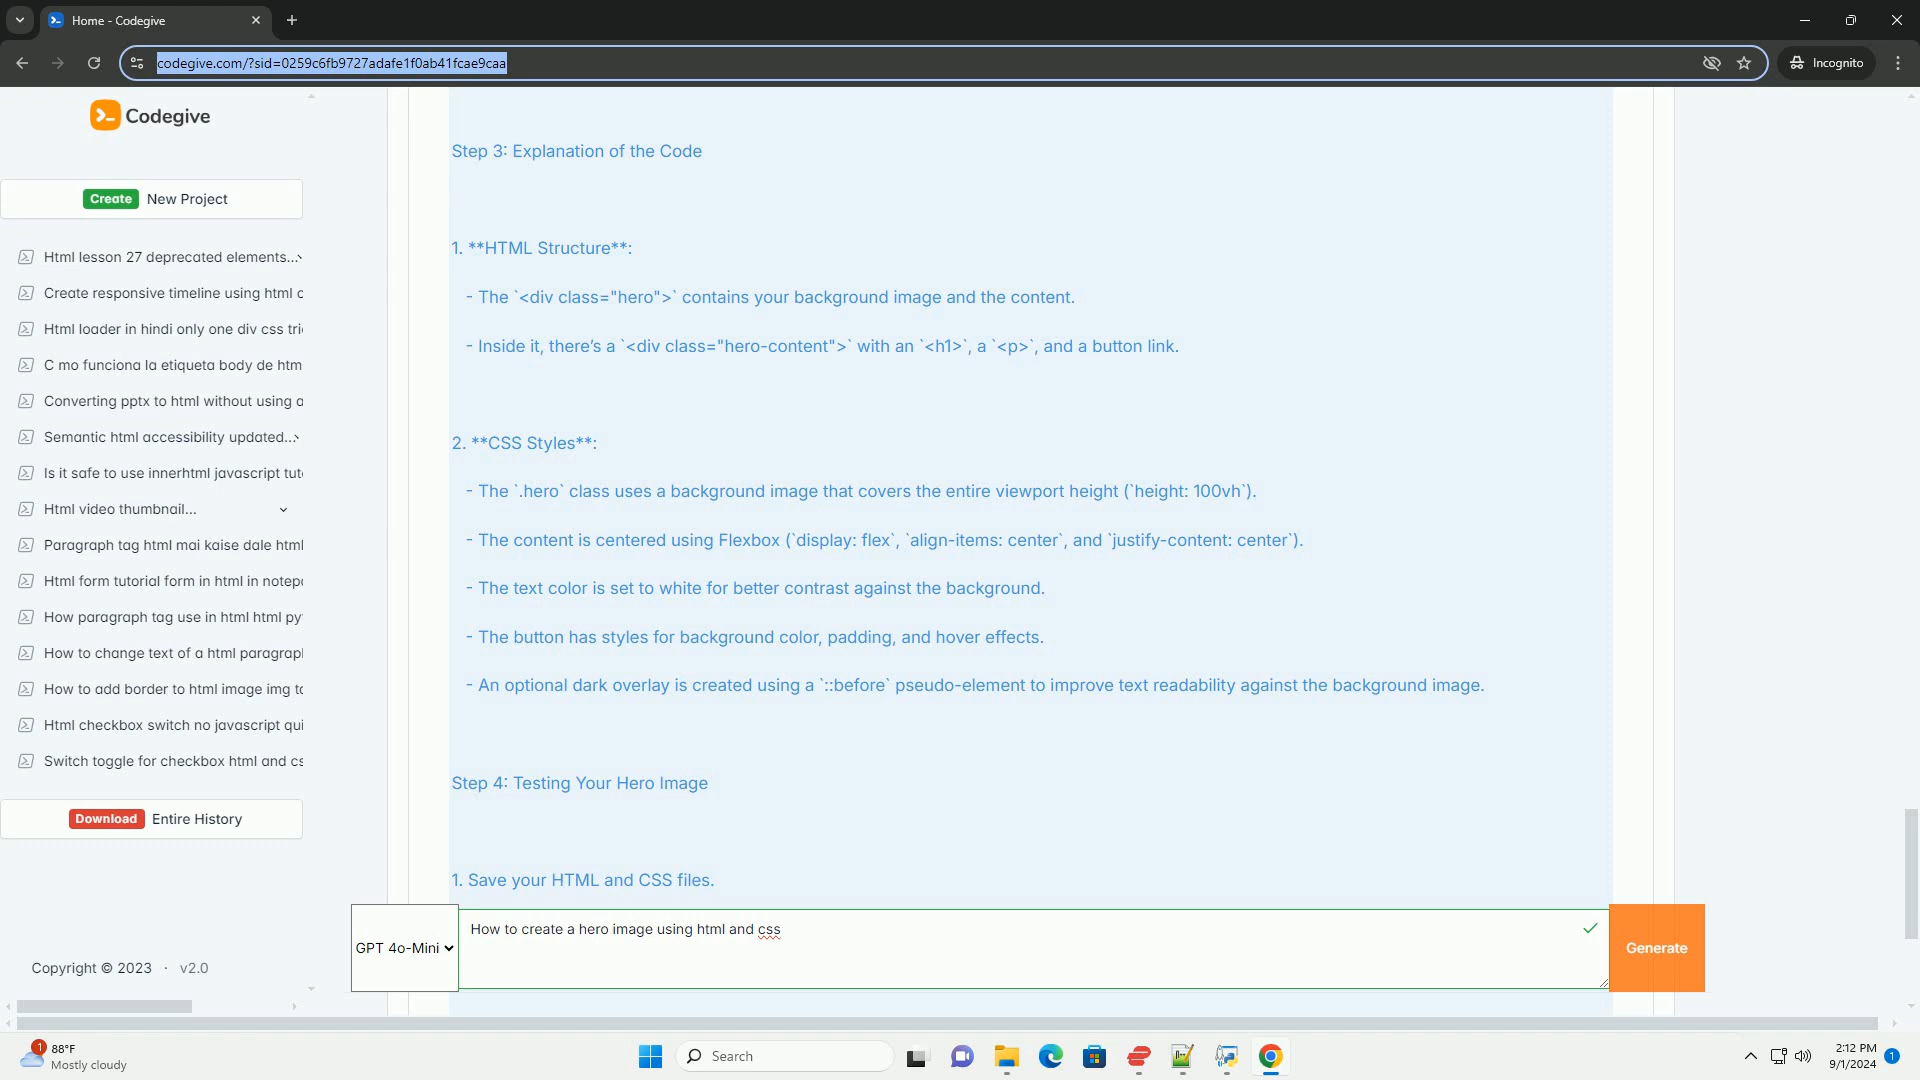 Home - Codegive
codegive.com/?sid=0259c6fb9727adafe1f0ab41fcae9caa
Incognito
Codegive
Create New Project
Html lesson 27 deprecated elements...
Create responsive timeline using html c
Html loader in hindi only one div css tri
C mo funciona la etiqueta body de htm
Converting pptx to html without using a
Semantic html accessibility updated...
Is it safe to use innerhtml javascript tut
Html video thumbnail...
Paragraph tag html mai kaise dale html
Html form tutorial form in html in notep
How paragraph tag use in html html py
How to change text of a html paragrap
How to add border to html image img t
Html checkbox switch no javascript qui
Switch toggle for checkbox html and cs
Download Entire History
Copyright © 2023 · v2.0
Step 3: Explanation of the Code
1. **HTML Structure**:
- The `<div class="hero">` contains your background image and the content.
- Inside it, there’s a `<div class="hero-content">` with an `<h1>`, a `<p>`, and a button link.
2. **CSS Styles**:
- The `.hero` class uses a background image that covers the entire viewport height (`height: 100vh`).
- The content is centered using Flexbox (`display: flex`, `align-items: center`, and `justify-content: center`).
- The text color is set to white for better contrast against the background.
- The button has styles for background color, padding, and hover effects.
- An optional dark overlay is created using a `::before` pseudo-element to improve text readability against the background image.
Step 4: Testing Your Hero Image
1. Save your HTML and CSS files.
GPT 4o-Mini
How to create a hero image using html and css
Generate
1
88°F
Mostly cloudy
Search
2:12 PM
9/1/2024
1